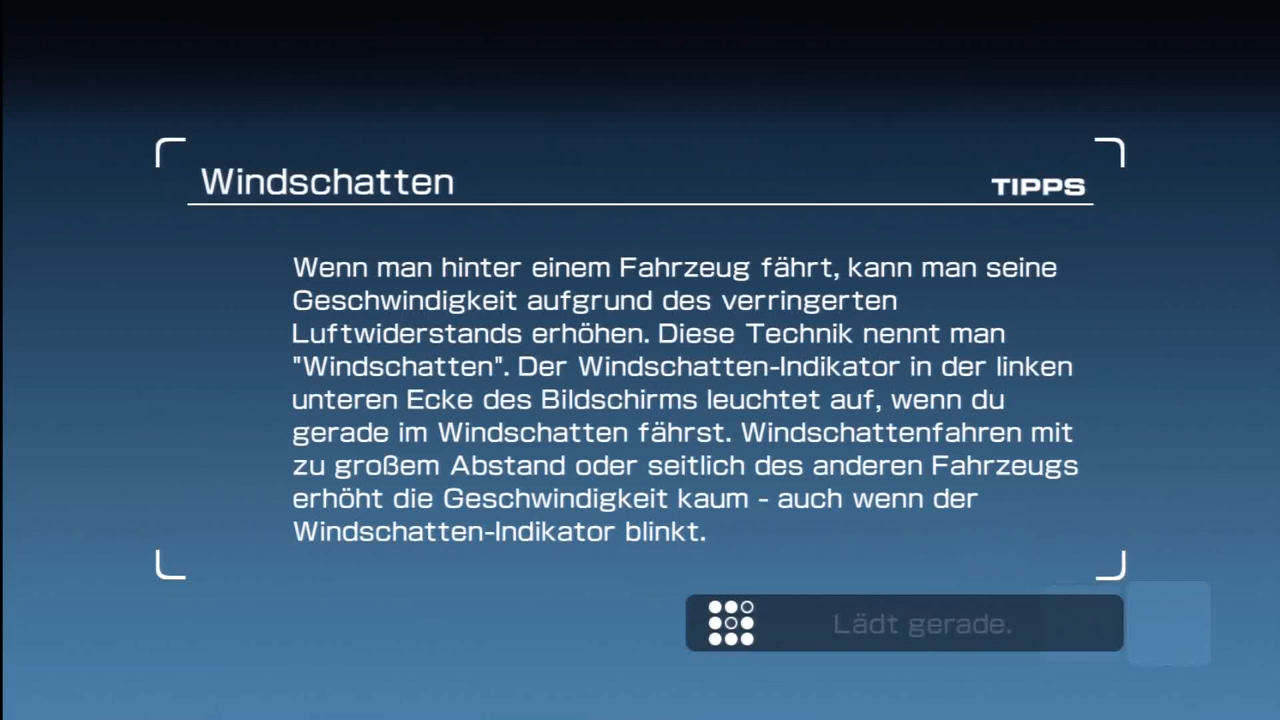 Windschatten
TIPPS
Wenn man hinter einem Fahrzeug fährt, kann man seine
Geschwindigkeit aufgrund des verringerten
Luftwiderstands erhöhen. Diese Technik nennt man
"Windschatten". Der Windschatten-Indikator in der linken
unteren Ecke des Bildschirms leuchtet auf, wenn du
gerade im Windschatten fährst. Windschattenfahren mit
zu großem Abstand oder seitlich des anderen Fahrzeugs
erhöht die Geschwindigkeit kaum - auch wenn der
Windschatten-Indikator blinkt.
Lädt gerade.